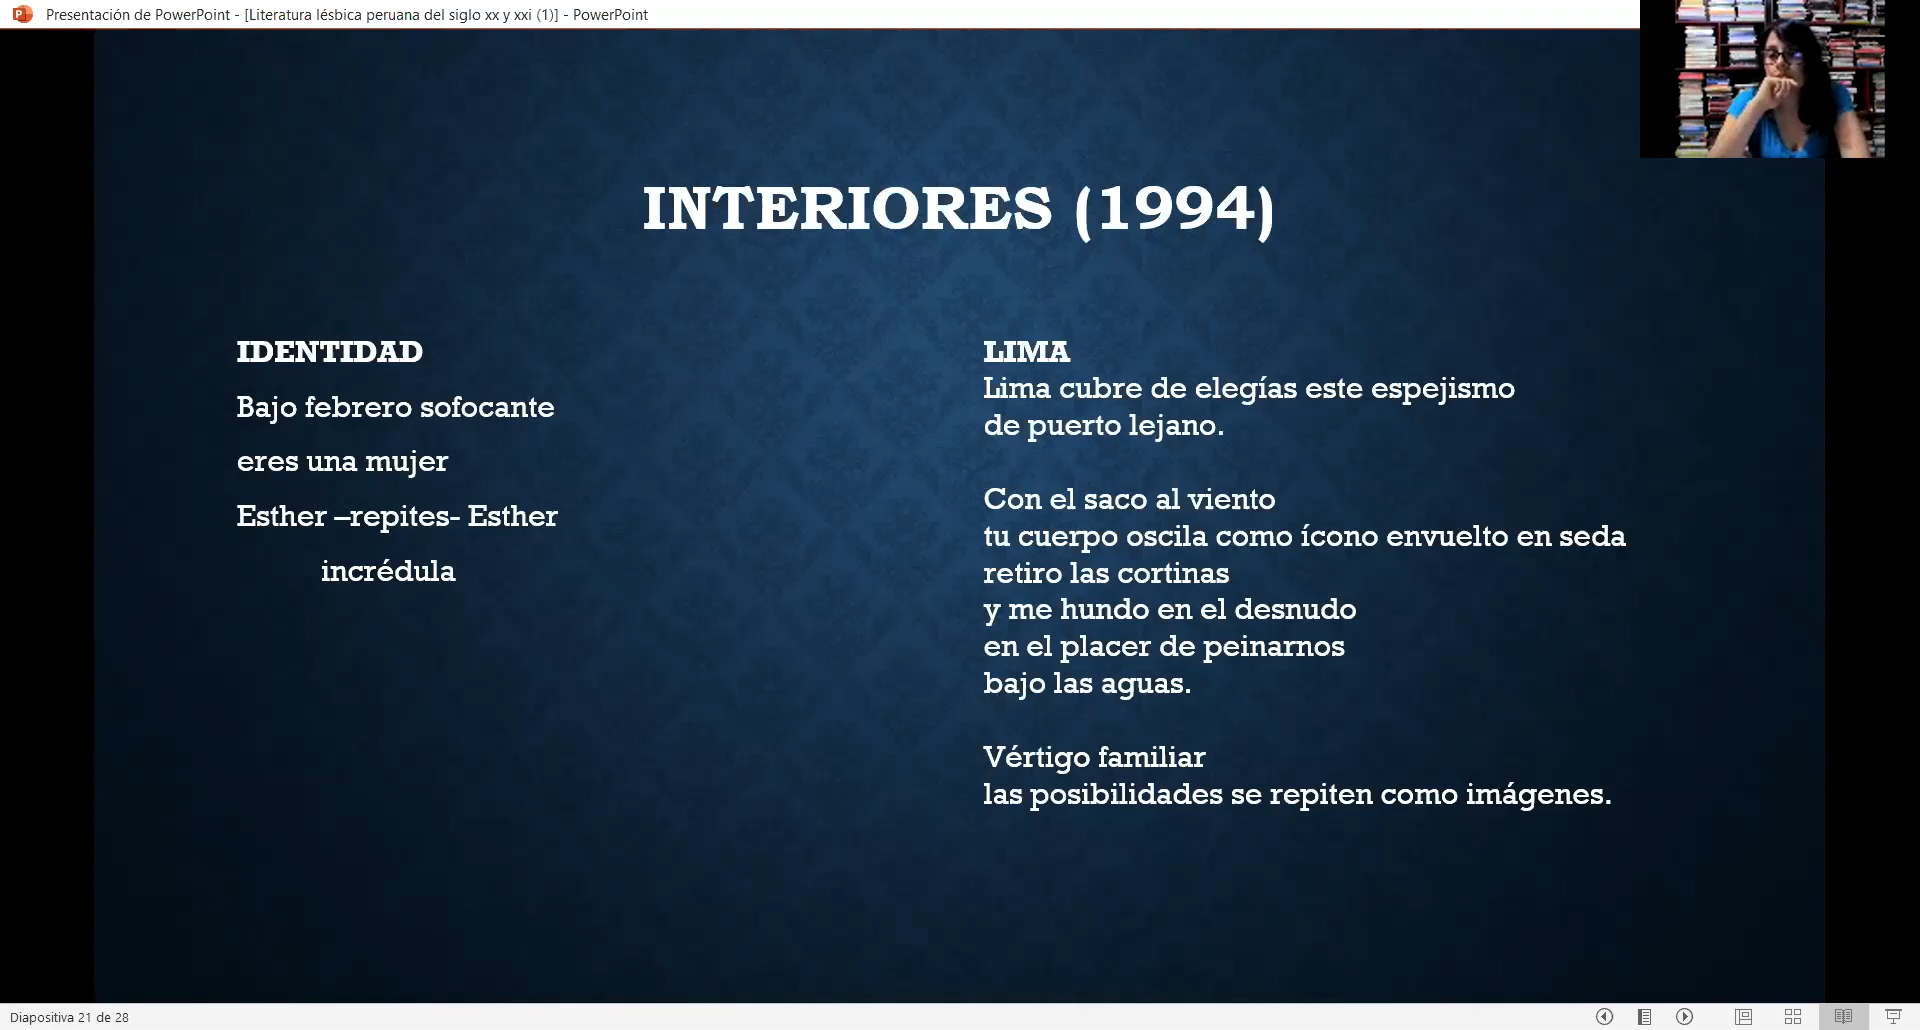 Presentación de PowerPoint - [Literatura lésbica peruana del siglo xx y xxi (1)] - PowerPoint
INTERIORES (1994)
IDENTIDAD
Bajo febrero sofocante
eres una mujer
Esther –repites- Esther
incrédula
LIMA
Lima cubre de elegías este espejismo
de puerto lejano.
Con el saco al viento
tu cuerpo oscila como ícono envuelto en seda
retiro las cortinas
y me hundo en el desnudo
en el placer de peinarnos
bajo las aguas.
Vértigo familiar
las posibilidades se repiten como imágenes.
Diapositiva 21 de 28